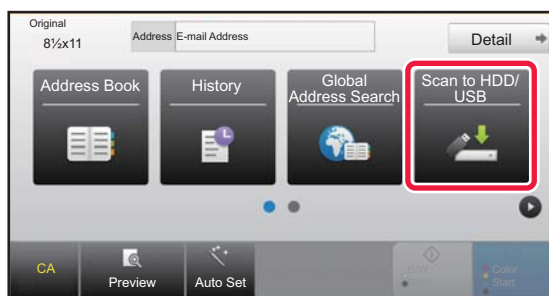 Original
8½x11
Address
E-mail Address
Detail
Address Book
History
Global
Address Search
Scan to HDD/
USB
CA
Preview
Auto Set
B/W
Start
Color
Start